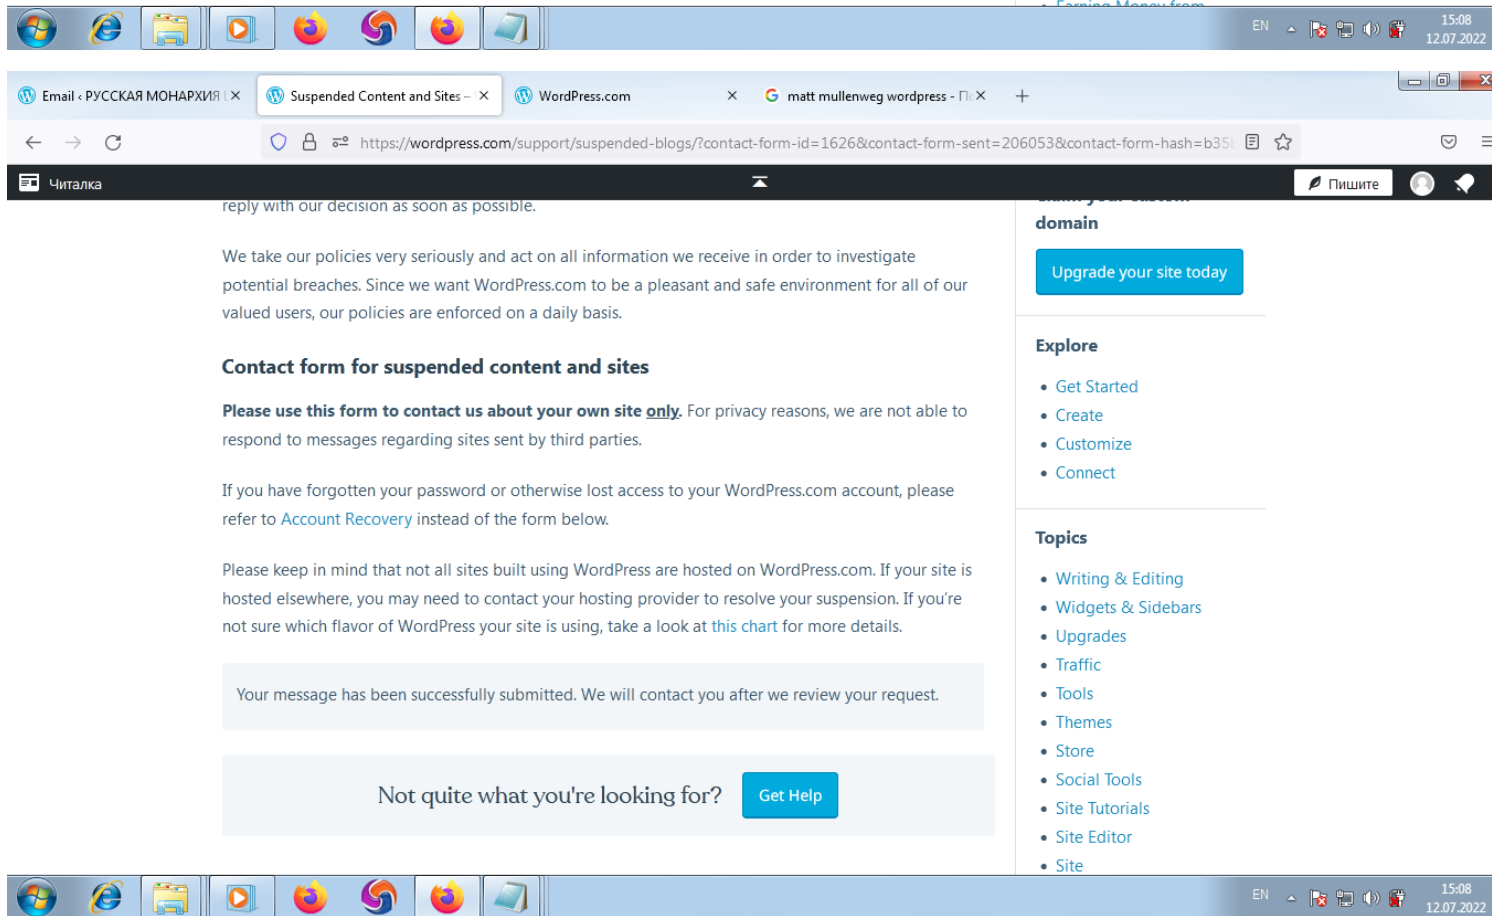 Earning Money from
EN 15:08
12.07.2022
Email ‹ РУССКАЯ МОНАРХИЯ
Suspended Content and Sites –
WordPress.com
matt mullenweg wordpress -
https://wordpress.com/support/suspended-blogs/?contact-form-id=1626&contact-form-sent=206053&contact-form-hash=b35
Читалка
Пишите
reply with our decision as soon as possible.
We take our policies very seriously and act on all information we receive in order to investigate
potential breaches. Since we want WordPress.com to be a pleasant and safe environment for all of our
valued users, our policies are enforced on a daily basis.
Contact form for suspended content and sites
Please use this form to contact us about your own site only. For privacy reasons, we are not able to
respond to messages regarding sites sent by third parties.
If you have forgotten your password or otherwise lost access to your WordPress.com account, please
refer to Account Recovery instead of the form below.
Please keep in mind that not all sites built using WordPress are hosted on WordPress.com. If your site is
hosted elsewhere, you may need to contact your hosting provider to resolve your suspension. If you're
not sure which flavor of WordPress your site is using, take a look at this chart for more details.
Your message has been successfully submitted. We will contact you after we review your request.
Not quite what you're looking for?
Get Help
domain
Upgrade your site today
Explore
Get Started
Create
Customize
Connect
Topics
Writing & Editing
Widgets & Sidebars
Upgrades
Traffic
Tools
Themes
Store
Social Tools
Site Tutorials
Site Editor
Site
EN 15:08
12.07.2022